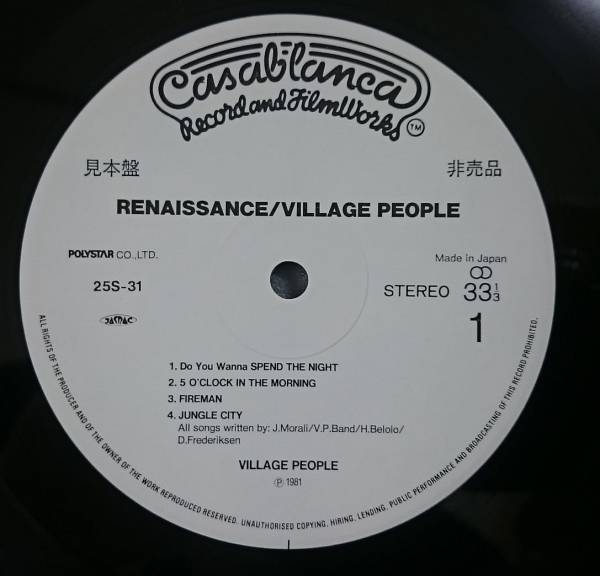 Casablanca
Record and FilmWorks
TM
見本盤
非売品
RENAISSANCE/VILLAGE PEOPLE
POLYSTAR CO.,LTD.
25S-31
JASRAC
Made in Japan
STEREO 33 1/3
1
1. Do You Wanna SPEND THE NIGHT
2. 5 O'CLOCK IN THE MORNING
3. FIREMAN
4. JUNGLE CITY
All songs written by: J.Morali/V.P.Band/H.Belolo/
D.Frederiksen
VILLAGE PEOPLE
Ⓟ 1981
ALL RIGHTS OF THE PRODUCER AND OF THE OWNER OF THE WORK REPRODUCED RESERVED. UNAUTHORISED COPYING, HIRING, LENDING, PUBLIC PERFORMANCE AND BROADCASTING OF THIS RECORD PROHIBITED.